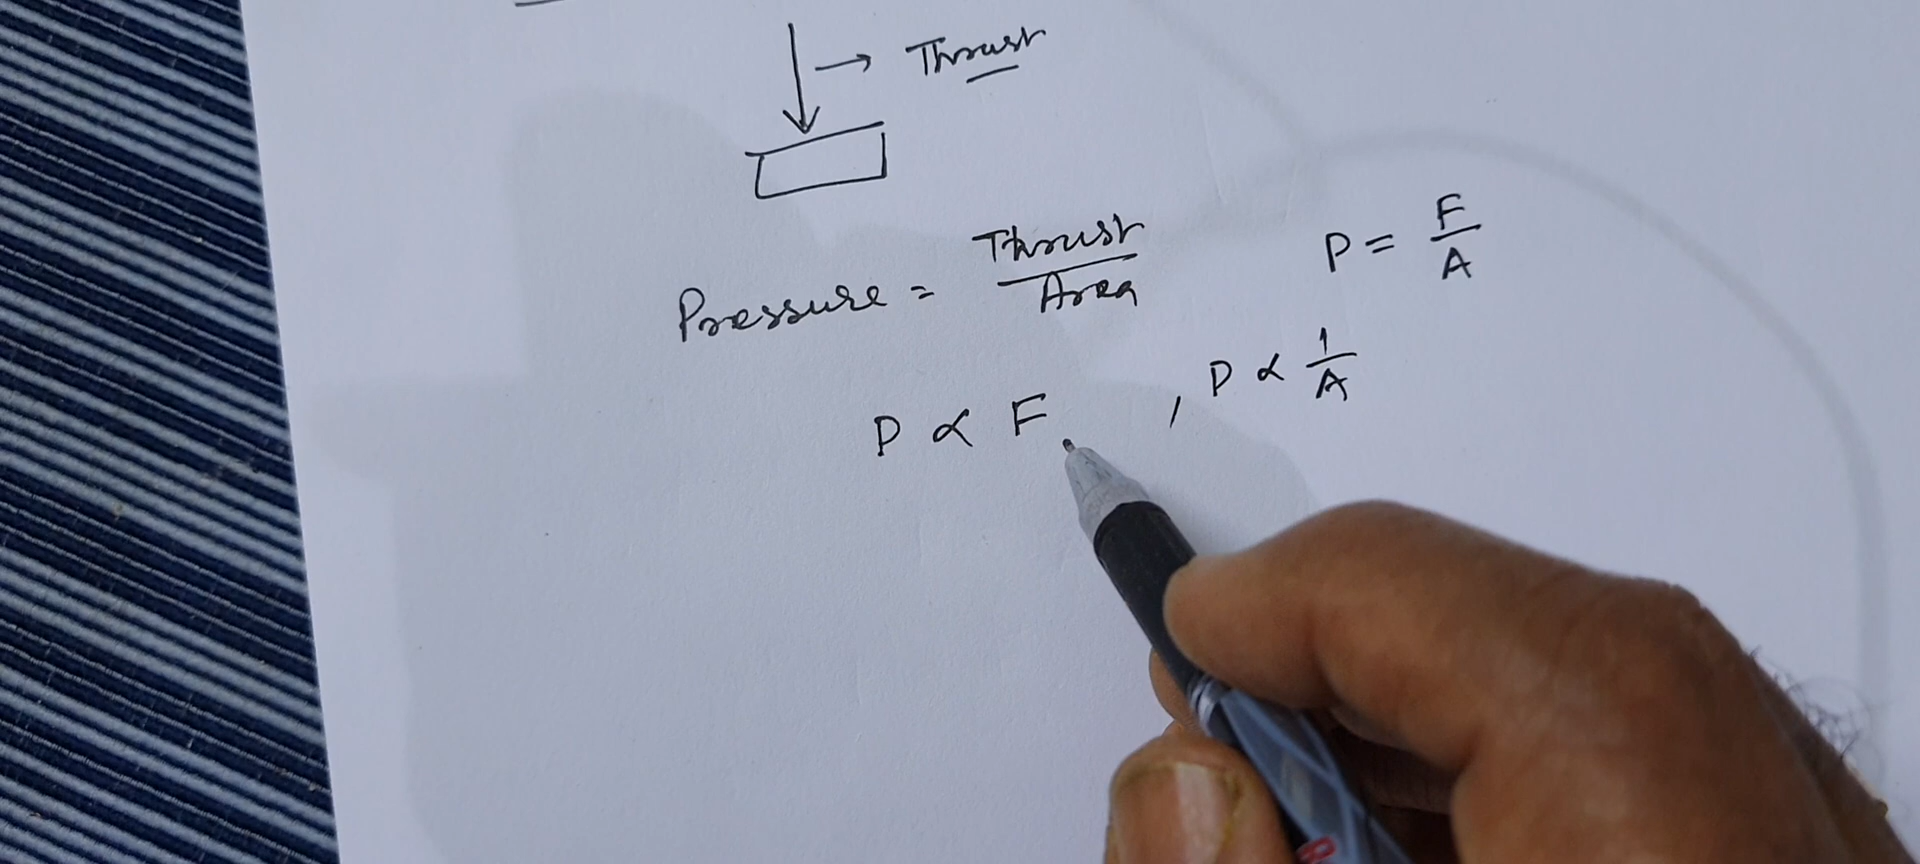 → Thrust
Pressure = Thrust/Area
P = F/A
P ∝ F , P ∝ 1/A